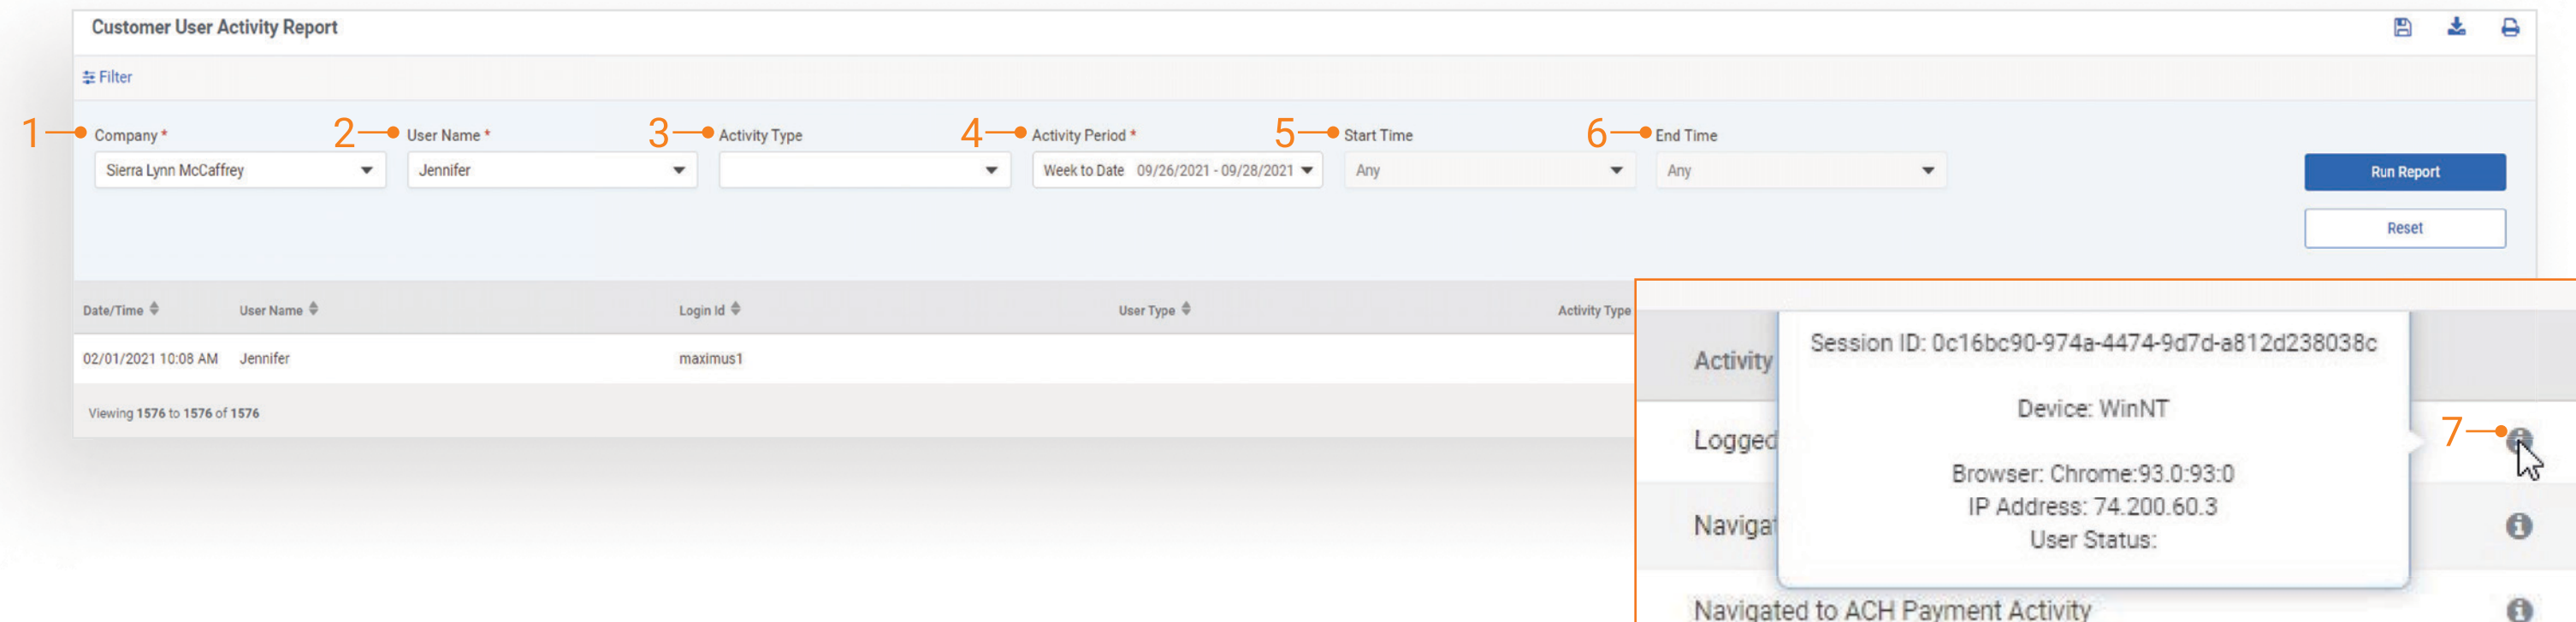 Customer User Activity Report
Filter
1 Company * 2 User Name * 3 Activity Type 4 Activity Period * 5 Start Time 6 End Time
Sierra Lynn McCaffrey Jennifer Week to Date 09/26/2021 - 09/28/2021 Any Any Run Report
Reset
Date/Time User Name Login Id User Type Activity Type
02/01/2021 10:08 AM Jennifer maximus1
Viewing 1576 to 1576 of 1576
Session ID: 0c16bc90-974a-4474-9d7d-a812d238038c
Activity
Device: WinNT
Logged 7
Browser: Chrome:93.0:93:0
IP Address: 74.200.60.3
Navigat
User Status:
Navigated to ACH Payment Activity